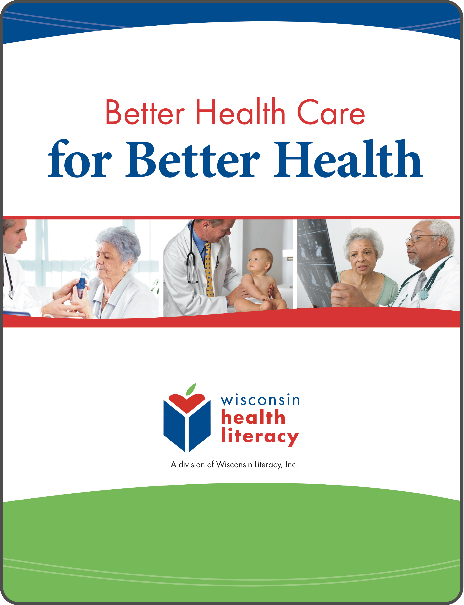 Better Health Care
for Better Health
wisconsin
health
literacy
A division of Wisconsin Literacy, Inc